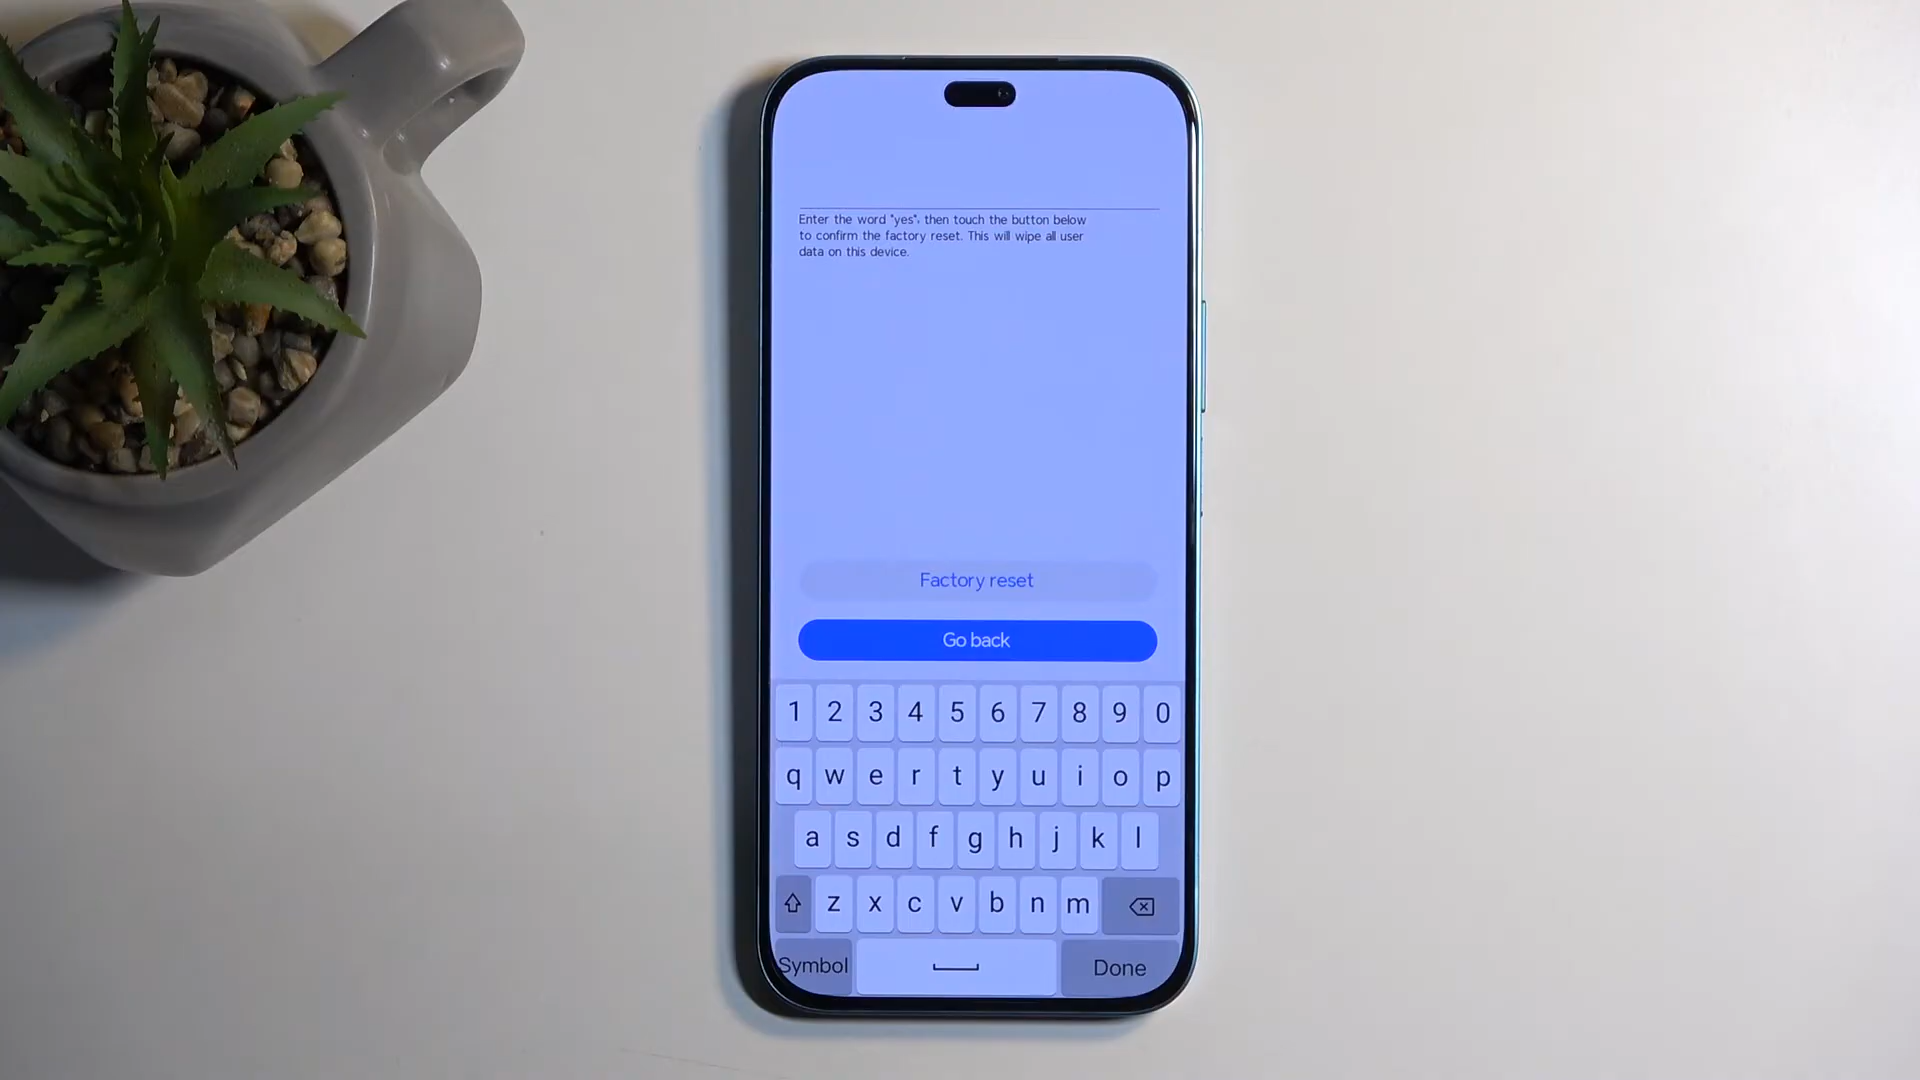 Enter the word "yes", then touch the button below
to confirm the factory reset. This will wipe all user
data on this device.
Factory reset
Go back
1 2 3 4 5 6 7 8 9 0
q w e r t y u i o p
a s d f g h j k l
z x c v b n m
Symbol Done